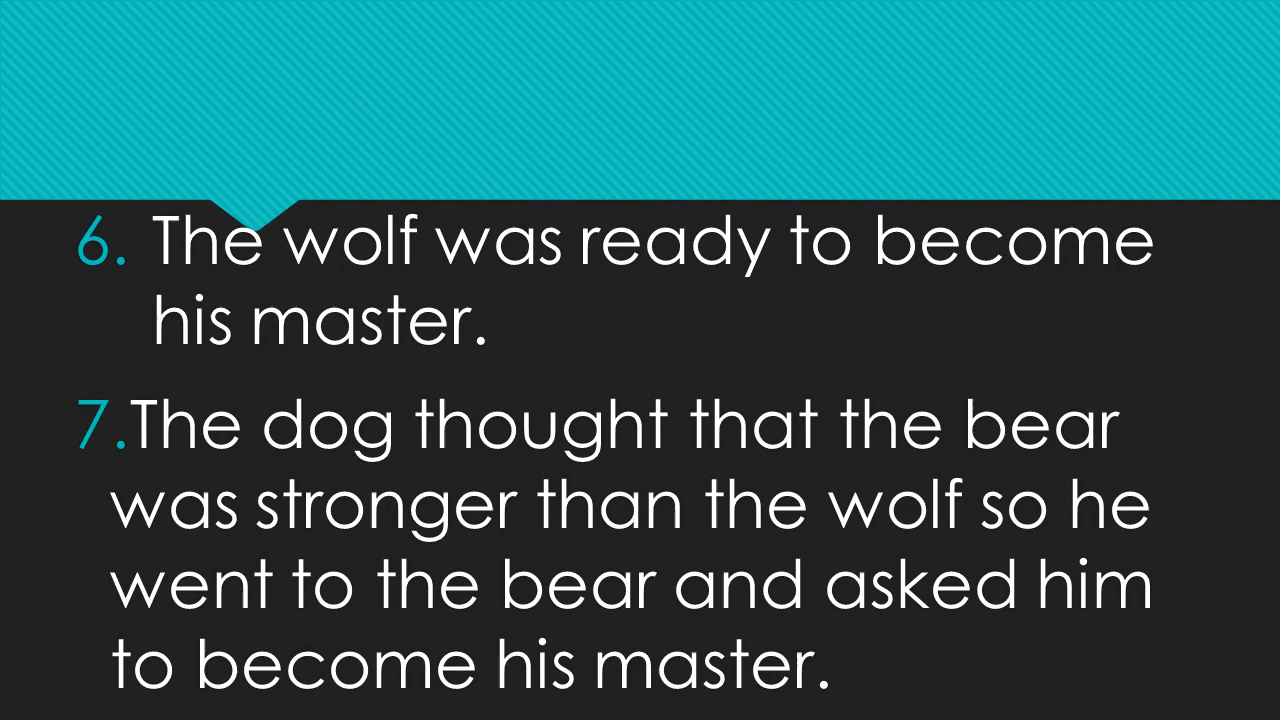 6. The wolf was ready to become
his master.
7.The dog thought that the bear
was stronger than the wolf so he
went to the bear and asked him
to become his master.